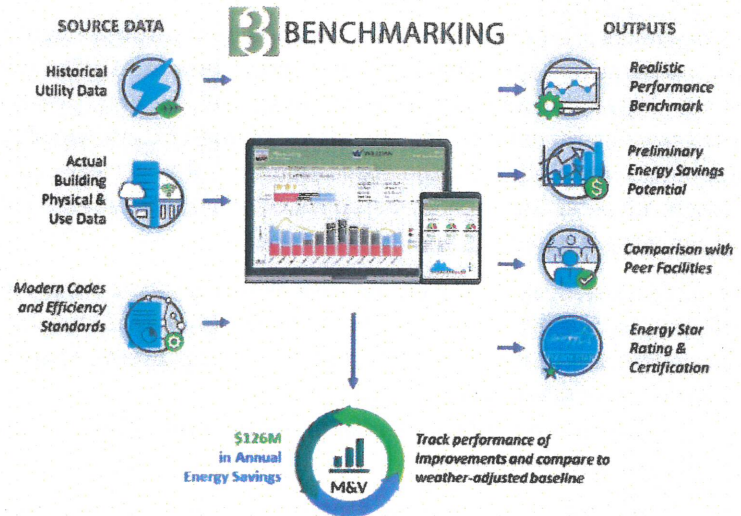 SOURCE DATA
B3 BENCHMARKING
OUTPUTS
Historical
Utility Data
Actual
Building
Physical &
Use Data
Modern Codes
and Efficiency
Standards
Realistic
Performance
Benchmark
Preliminary
Energy Savings
Potential
Comparison with
Peer Facilities
Energy Star
Rating &
Certification
$126M
in Annual
Energy Savings
M&V
Track performance of
improvements and compare to
weather-adjusted baseline